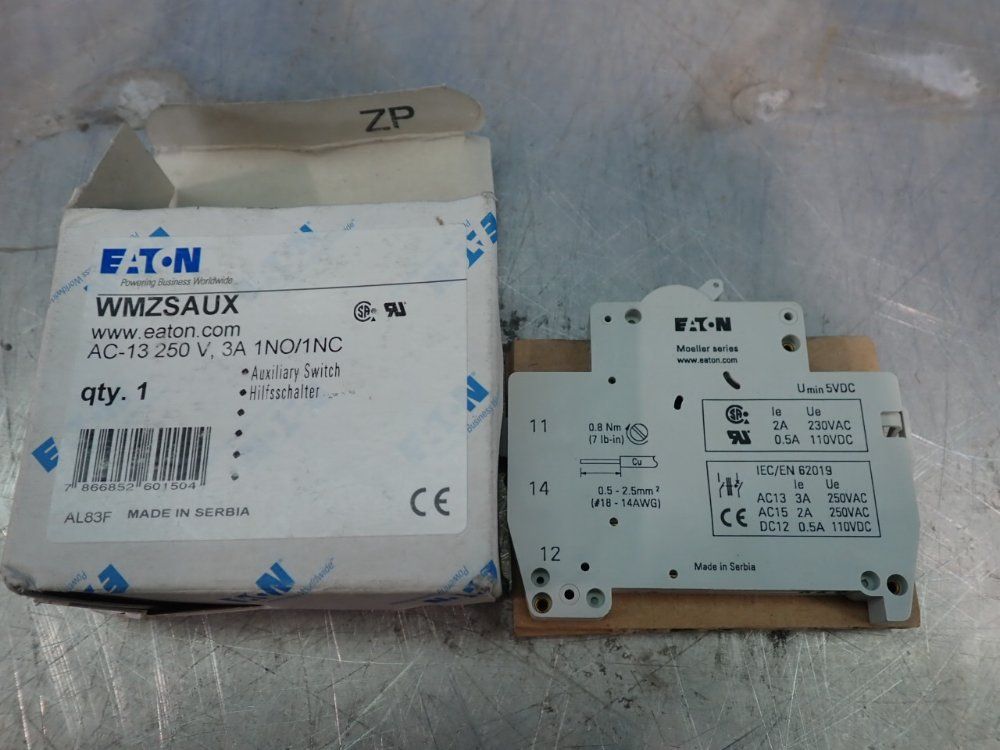 ZP
EATON
Powering Business Worldwide
WMZSAUX
www.eaton.com
AC-13 250 V, 3A 1NO/1NC
qty. 1
Auxiliary Switch
Hilfsschalter
7 866852 601504
AL83F MADE IN SERBIA
CE
EATON
Moeller series
www.eaton.com
U min 5VDC
11
0.8 Nm
(7 lb-in)
Ie Ue
2A 230VAC
0.5A 110VDC
Cu
14
0.5 - 2.5mm²
(#18 - 14AWG)
IEC/EN 62019
Ie Ue
AC13 3A 250VAC
AC15 2A 250VAC
DC12 0.5A 110VDC
CE
12
Made in Serbia